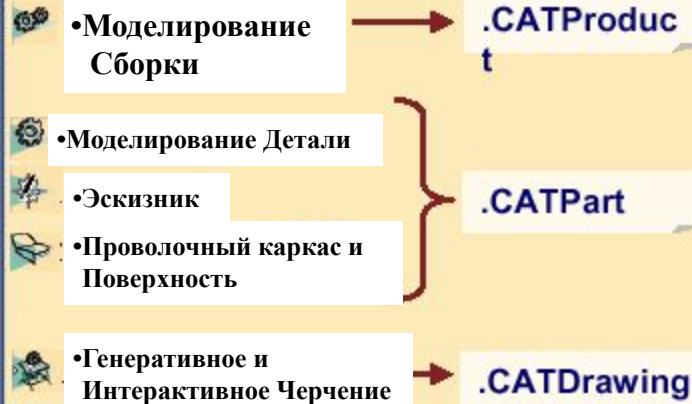 •Моделирование
Сборки
.CATProduc
t
•Моделирование Детали
•Эскизник
.CATPart
•Проволочный каркас и
Поверхность
•Генеративное и
Интерактивное Черчение
.CATDrawing